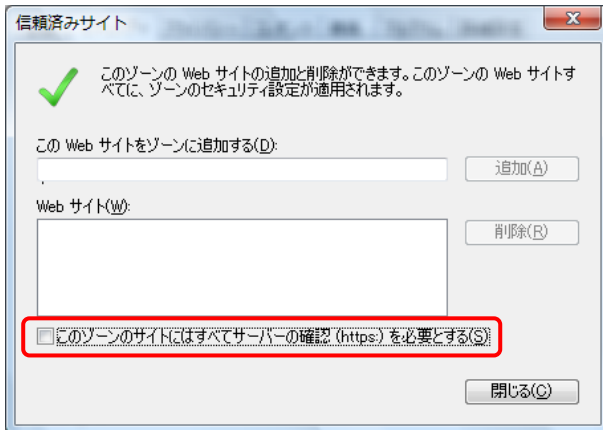 信頼済みサイト
このゾーンの Web サイトの追加と削除ができます。このゾーンの Web サイトす
べてに、ゾーンのセキュリティ設定が適用されます。
この Web サイトをゾーンに追加する(D):
追加(A)
Web サイト(W):
削除(R)
このゾーンのサイトにはすべてサーバーの確認 (https:) を必要とする(S)
閉じる(C)